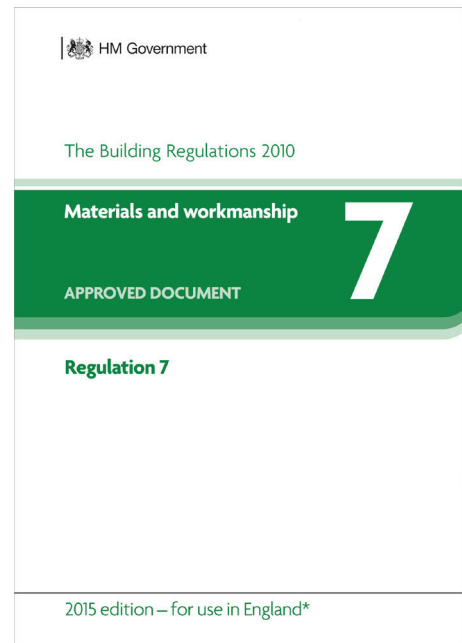 HM Government
The Building Regulations 2010
Materials and workmanship
7
APPROVED DOCUMENT
Regulation 7
2015 edition – for use in England*